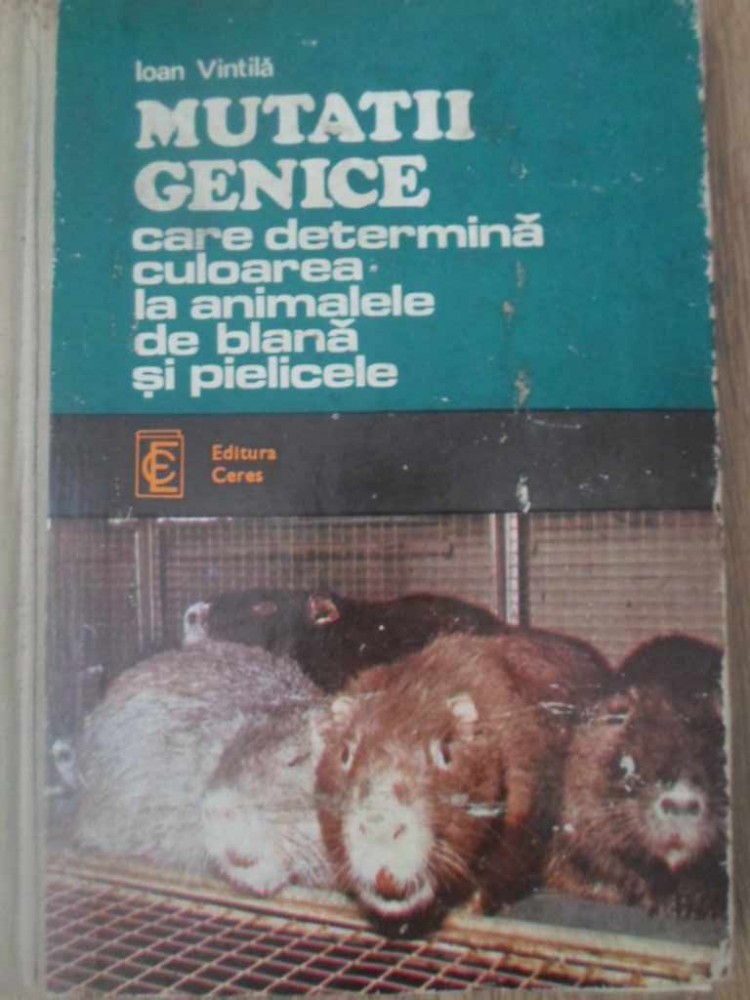 Ioan Vintilă
MUTATII
GENICE
care determină
culoarea
la animalele
de blană
și pielicele
Editura
Ceres